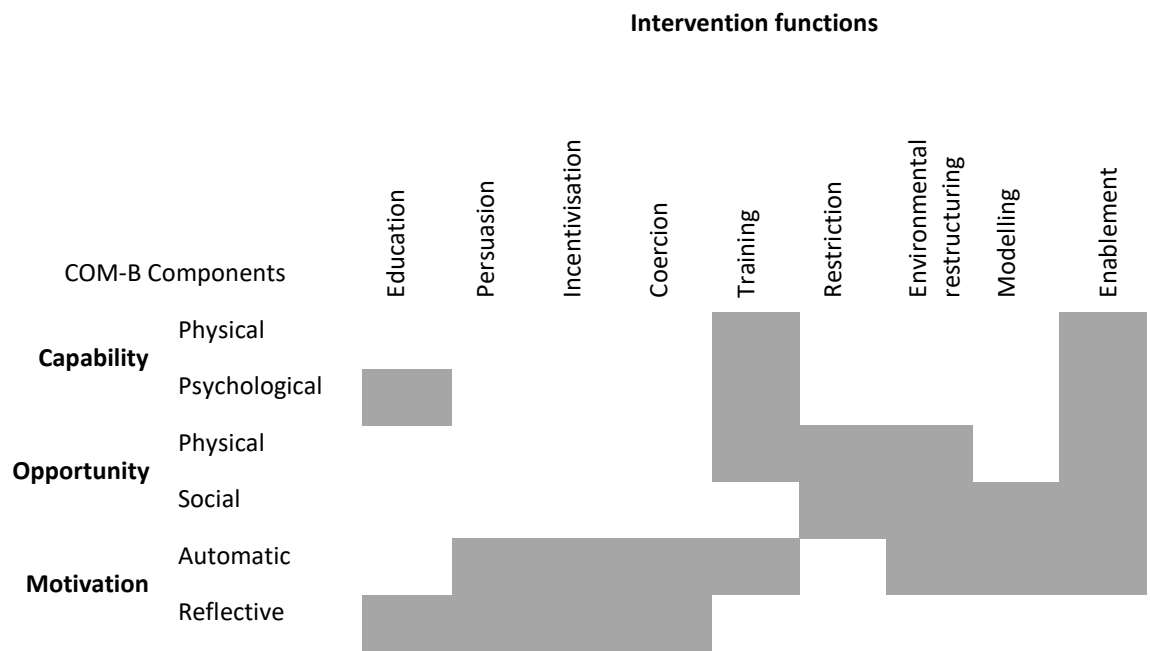 Intervention functions
COM-B Components
Education
Persuasion
Incentivisation
Coercion
Training
Restriction
Environmental
restructuring
Modelling
Enablement
Capability
Physical
Psychological
Opportunity
Physical
Social
Motivation
Automatic
Reflective